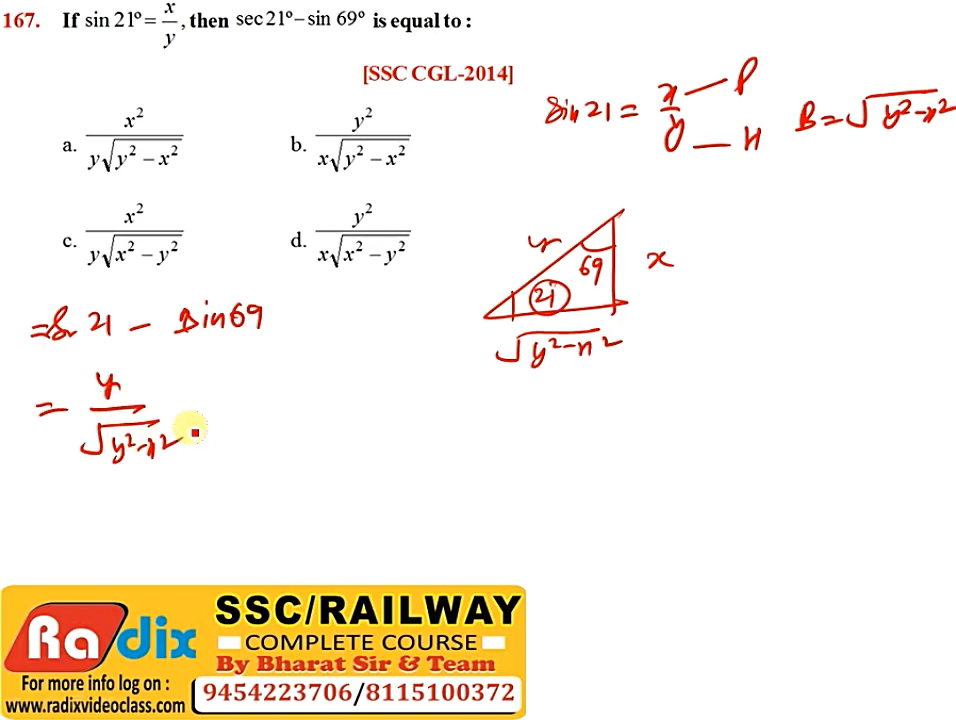 167. If sin 21º = x/y, then sec 21º – sin 69º is equal to :
[SSC CGL-2014]
a. x²/(y√(y² – x²)) b. y²/(x√(y² – x²))
c. x²/(y√(x² – y²)) d. y²/(x√(x² – y²))
Sin 21 = x/y — P — H B = √(y²-x²)
y 69 x
21
√(y²-x²)
= Sec 21 – Sin 69
= y/√(y²-x²)
Radix
SSC/RAILWAY
COMPLETE COURSE
By Bharat Sir & Team
For more info log on :
www.radixvideoclass.com
9454223706/8115100372